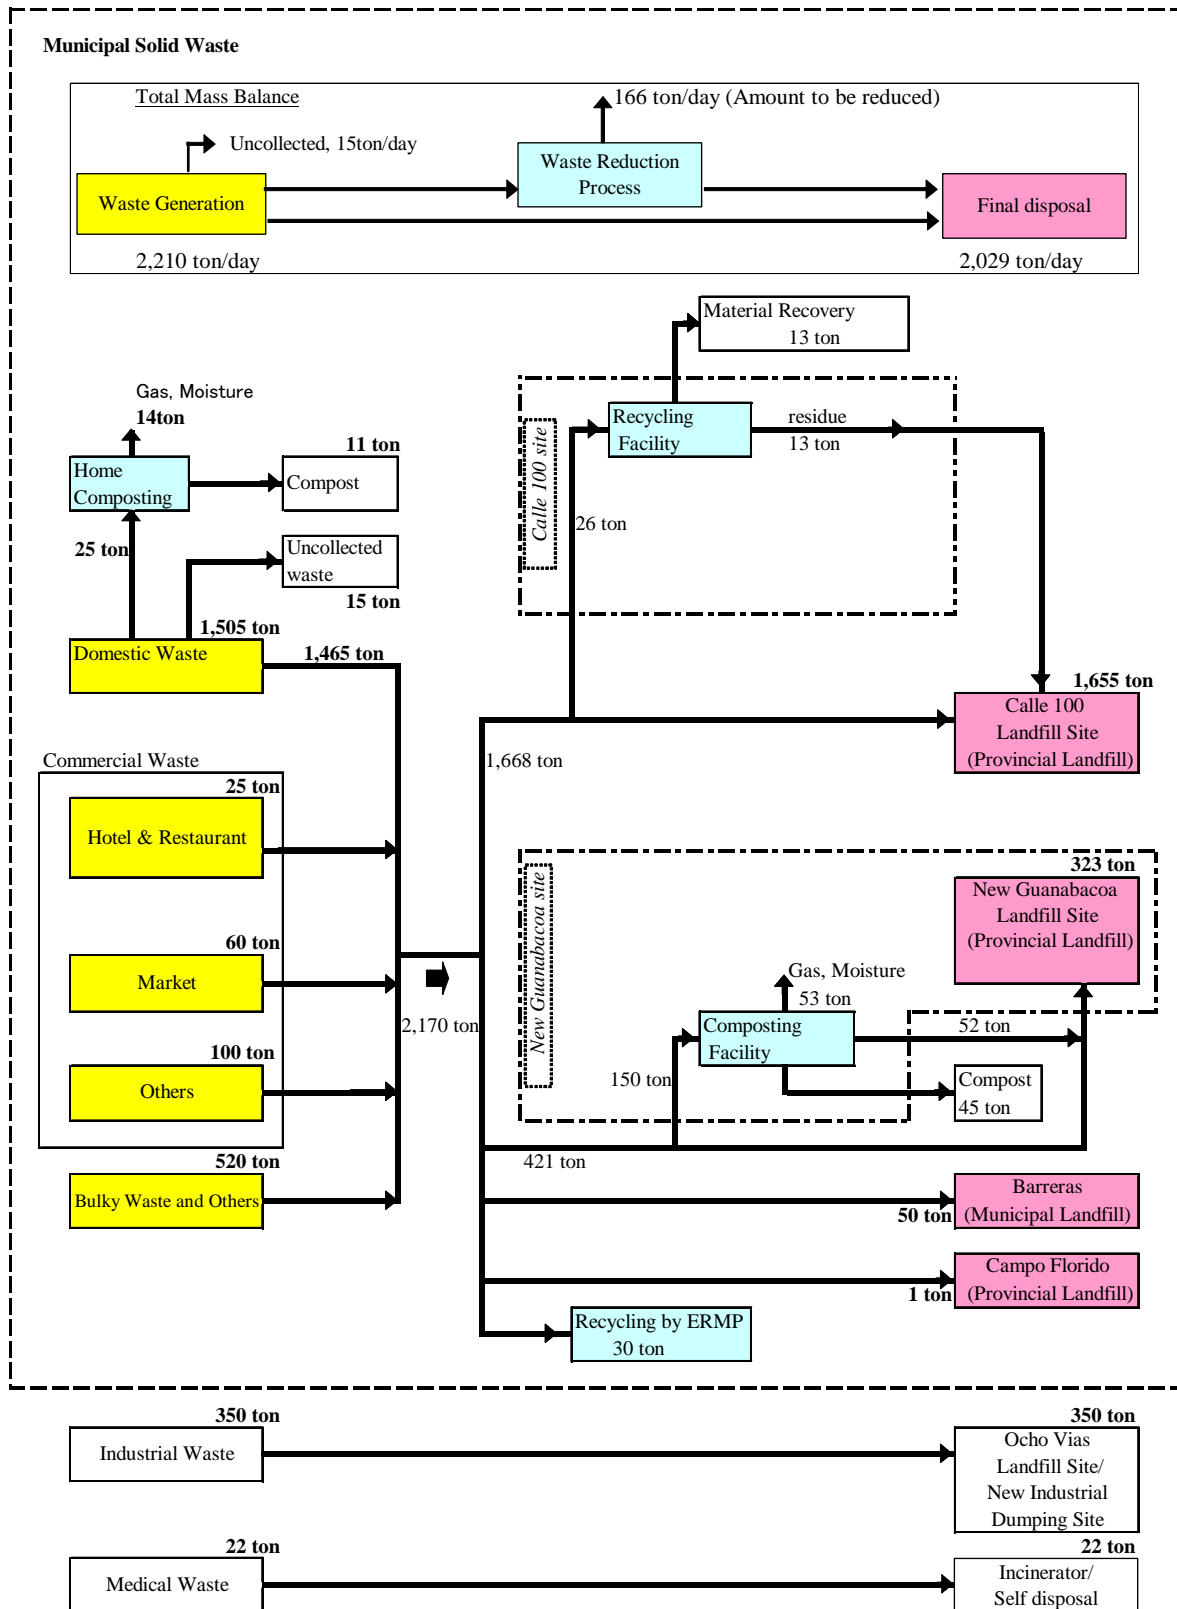 Municipal Solid Waste
Total Mass Balance
166 ton/day (Amount to be reduced)
Uncollected, 15ton/day
Waste Reduction
Process
Waste Generation
Final disposal
2,210 ton/day
2,029 ton/day
Material Recovery
13 ton
Gas, Moisture
14ton
Recycling
Facility
residue
13 ton
Calle 100 site
11 ton
Home
Composting
Compost
26 ton
25 ton
Uncollected
waste
15 ton
1,505 ton
Domestic Waste
1,465 ton
1,655 ton
Calle 100
Landfill Site
(Provincial Landfill)
1,668 ton
Commercial Waste
25 ton
Hotel & Restaurant
New Guanabacoa site
323 ton
New Guanabacoa
Landfill Site
(Provincial Landfill)
60 ton
Market
Gas, Moisture
53 ton
2,170 ton
Composting
Facility
52 ton
100 ton
Others
150 ton
Compost
45 ton
520 ton
421 ton
Bulky Waste and Others
Barreras
(Municipal Landfill)
50 ton
Campo Florido
(Provincial Landfill)
1 ton
Recycling by ERMP
30 ton
350 ton
Industrial Waste
350 ton
Ocho Vias
Landfill Site/
New Industrial
Dumping Site
22 ton
Medical Waste
22 ton
Incinerator/
Self disposal